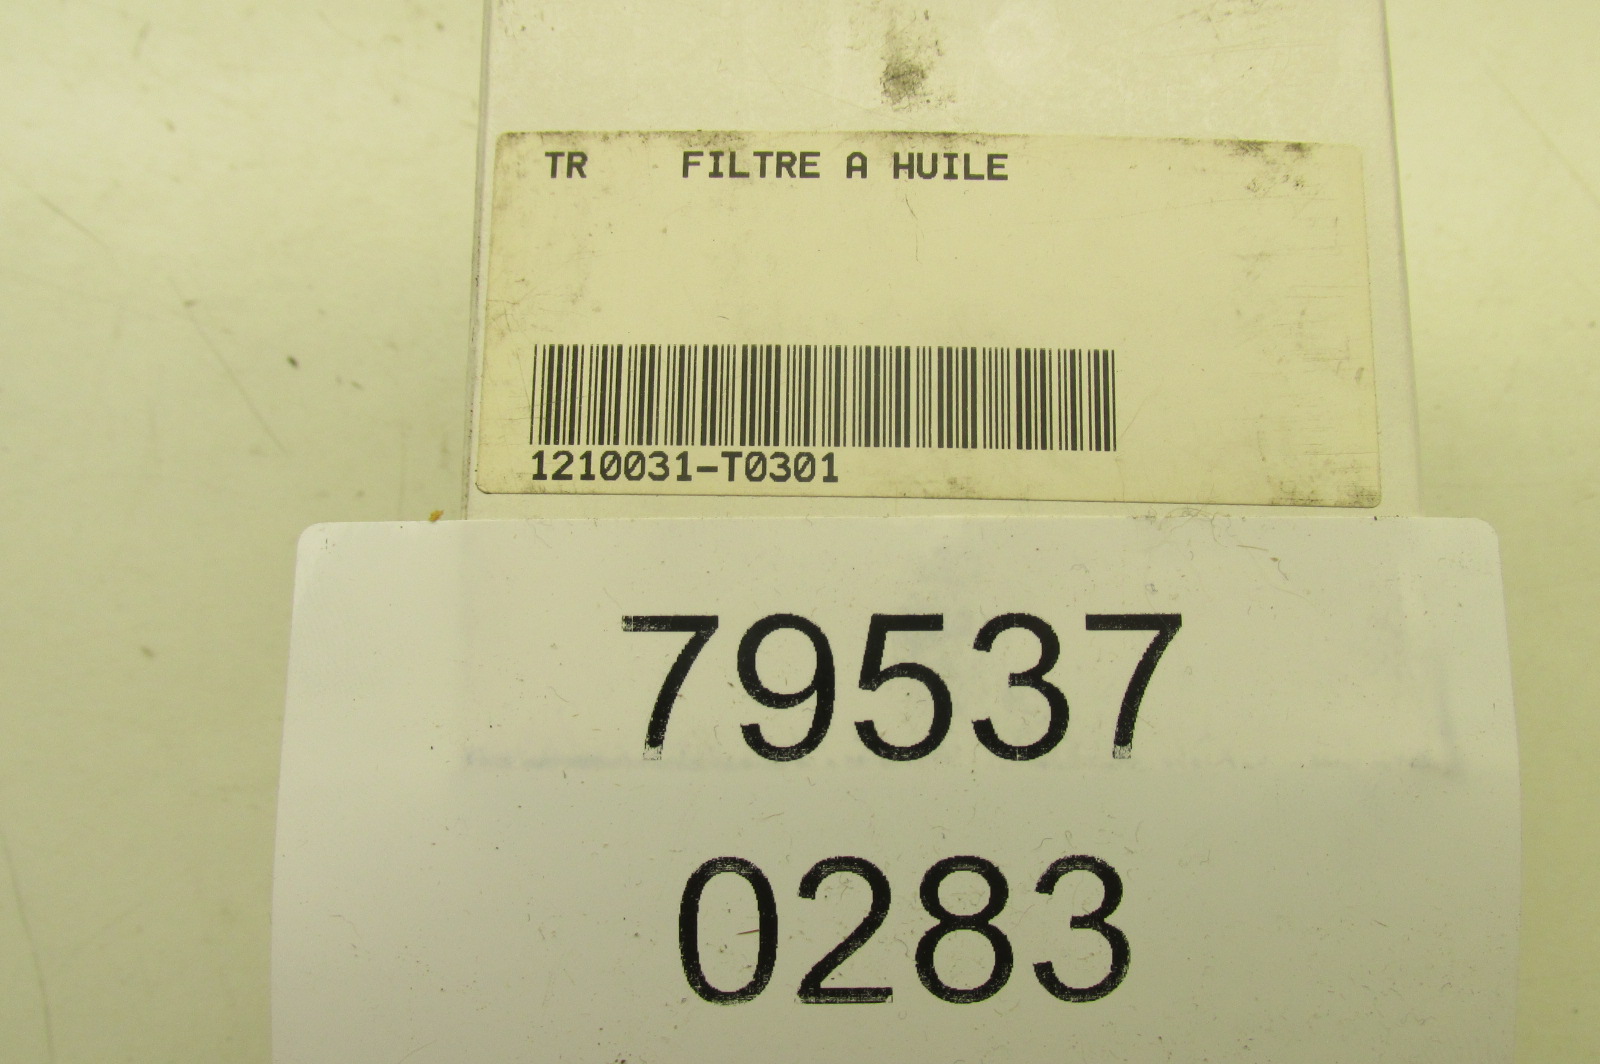 TR FILTRE A HUILE
1210031-T0301
79537
0283